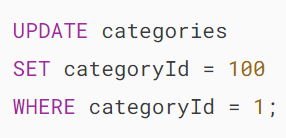 UPDATE categories
SET categoryId = 100
WHERE categoryId = 1;